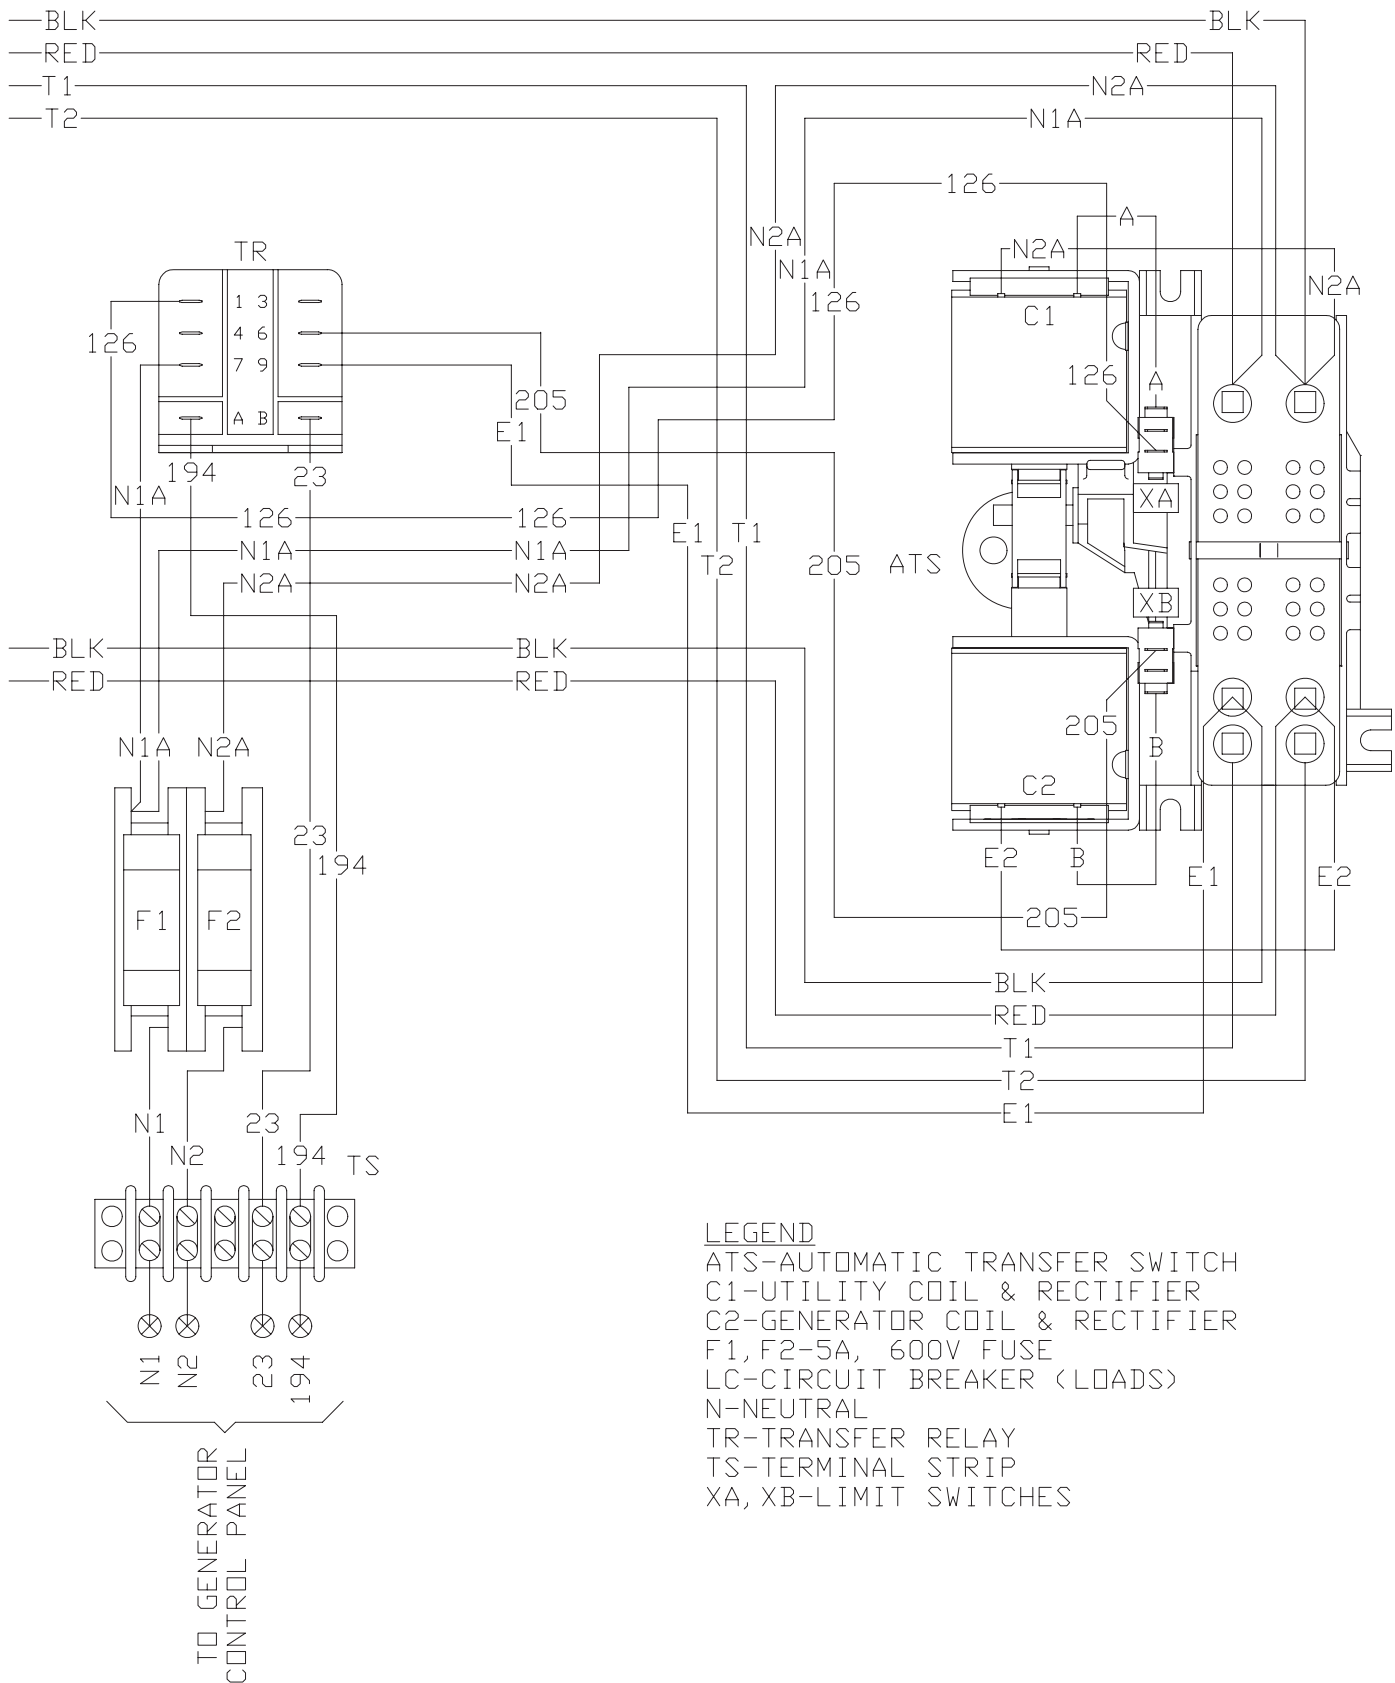 BLK BLK
RED RED
T1 N2A
T2 N1A
126
A
N2A N2A
TR N1A
126 N2A
1 3 C1
4 6
126
7 9 126 A
205
A B E1
194 23
N1A XA
126 126
E1 T1
N1A N1A
T2 205 ATS
N2A N2A
XB
BLK BLK
RED RED
205
N1A N2A B
C2
23
194 E2 B E1 E2
F1 F2 205
BLK
RED
T1
T2
N1 23 E1
N2 194 TS
LEGEND
ATS-AUTOMATIC TRANSFER SWITCH
C1-UTILITY COIL & RECTIFIER
C2-GENERATOR COIL & RECTIFIER
F1,F2-5A, 600V FUSE
LC-CIRCUIT BREAKER (LOADS)
N-NEUTRAL
TR-TRANSFER RELAY
TS-TERMINAL STRIP
XA,XB-LIMIT SWITCHES
N1 N2 23 194
TO GENERATOR
CONTROL PANEL